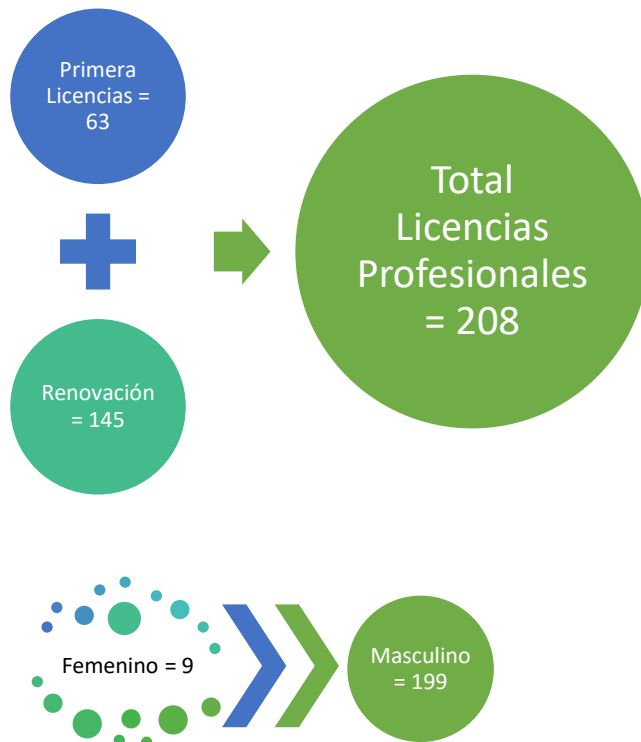 Primera
Licencias =
63
Total
Licencias
Profesionales
= 208
Renovación
= 145
Femenino = 9
Masculino
= 199